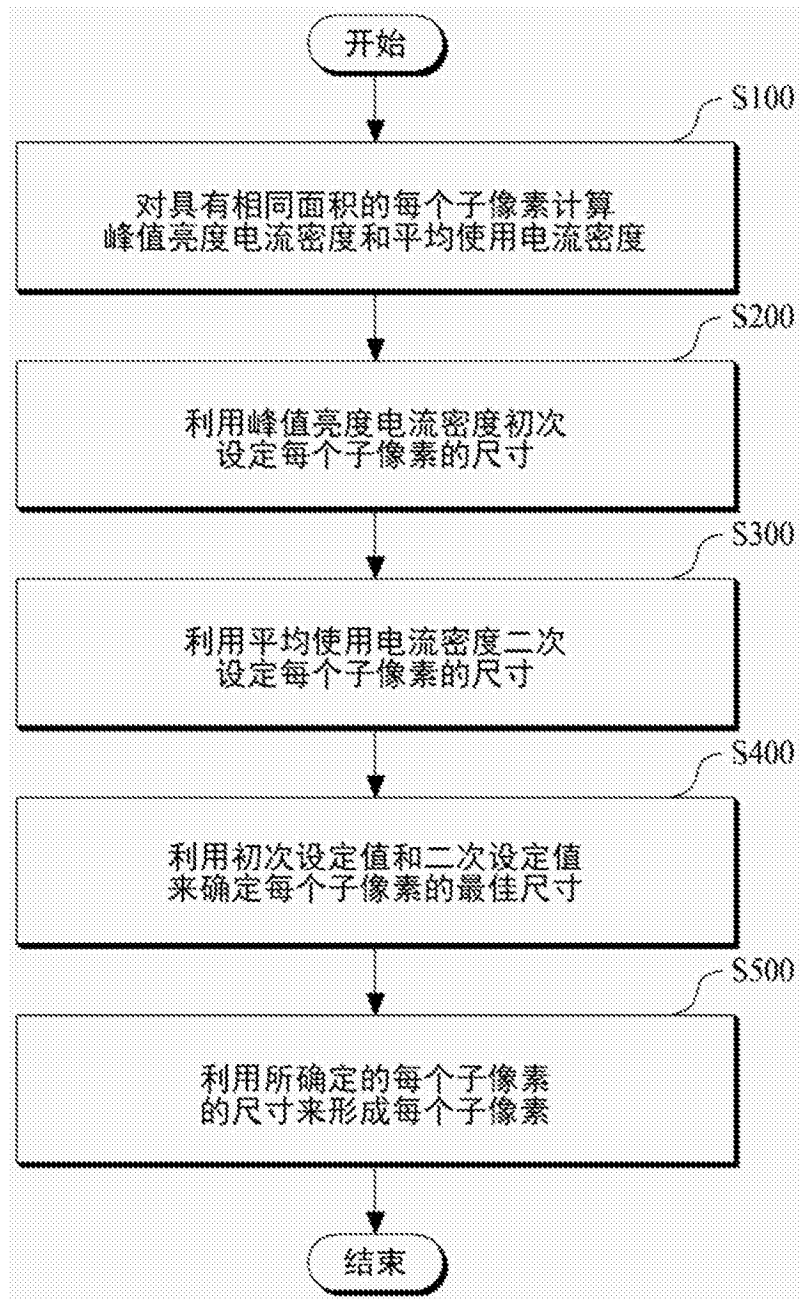 开始
S100
对具有相同面积的每个子像素计算
峰值亮度电流密度和平均使用电流密度
S200
利用峰值亮度电流密度初次
设定每个子像素的尺寸
S300
利用平均使用电流密度二次
设定每个子像素的尺寸
S400
利用初次设定值和二次设定值
来确定每个子像素的最佳尺寸
S500
利用所确定的每个子像素
的尺寸来形成每个子像素
结束